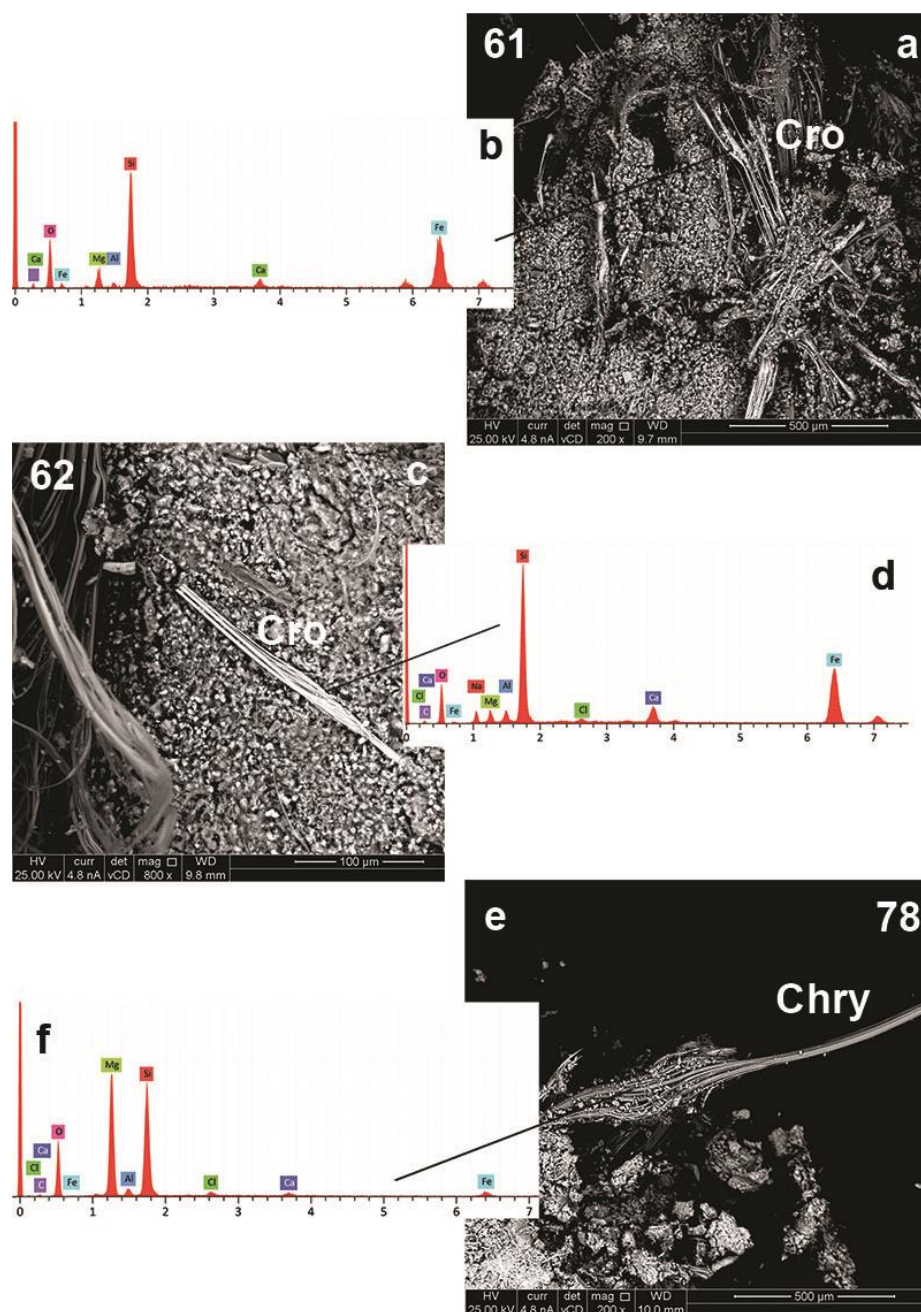 61
a
Cro
b
Si
O
Ca
Fe
Mg
Al
Ca
Fe
0 1 2 3 4 5 6 7
HV curr det mag WD 500 µm
25.00 kV 4.8 nA vCD 200 x 9.7 mm
62
c
Cro
HV curr det mag WD 100 µm
25.00 kV 4.8 nA vCD 800 x 9.8 mm
d
Si
Ca
O
Cl
C
Fe
Na
Mg
Al
Cl
Ca
Fe
0 1 2 3 4 5 6 7
e
78
Chry
f
Mg
Si
O
Ca
Cl
C
Fe
Al
Cl
Ca
Fe
0 1 2 3 4 5 6 7
HV curr det mag WD 500 µm
25.00 kV 4.8 nA vCD 200 x 10.0 mm